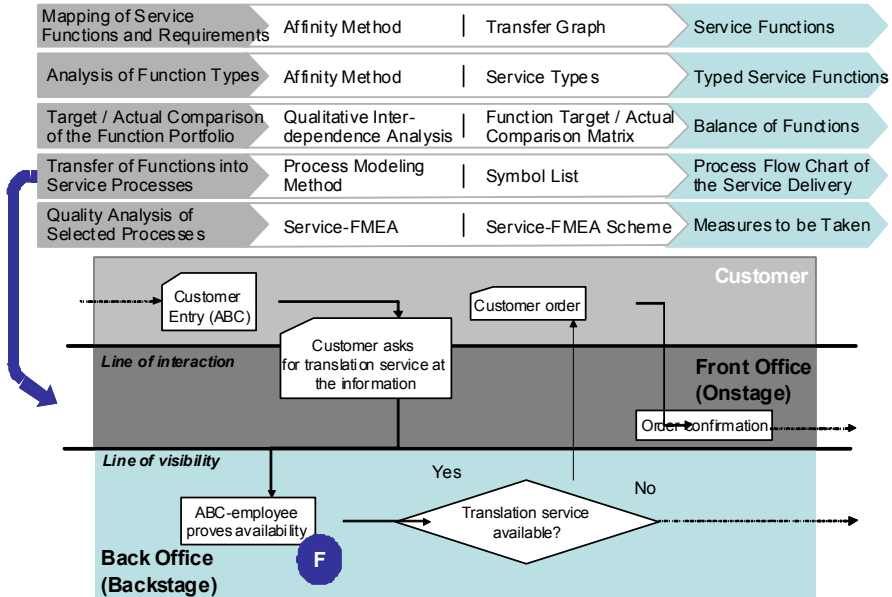 Mapping of Service
Functions and Requirements
Affinity Method
Transfer Graph
Service Functions
Analysis of Function Types
Affinity Method
Service Types
Typed Service Functions
Target / Actual Comparison
of the Function Portfolio
Qualitative Inter-
dependence Analysis
Function Target / Actual
Comparison Matrix
Balance of Functions
Transfer of Functions into
Service Processes
Process Modeling
Method
Symbol List
Process Flow Chart of
the Service Delivery
Quality Analysis of
Selected Processes
Service-FMEA
Service-FMEA Scheme
Measures to be Taken
Customer
Customer
Entry (ABC)
Customer order
Customer asks
for translation service at
the information
Line of interaction
Front Office
(Onstage)
Order confirmation
Line of visibility
Yes
No
ABC-employee
proves availability
Translation service
available?
F
Back Office
(Backstage)